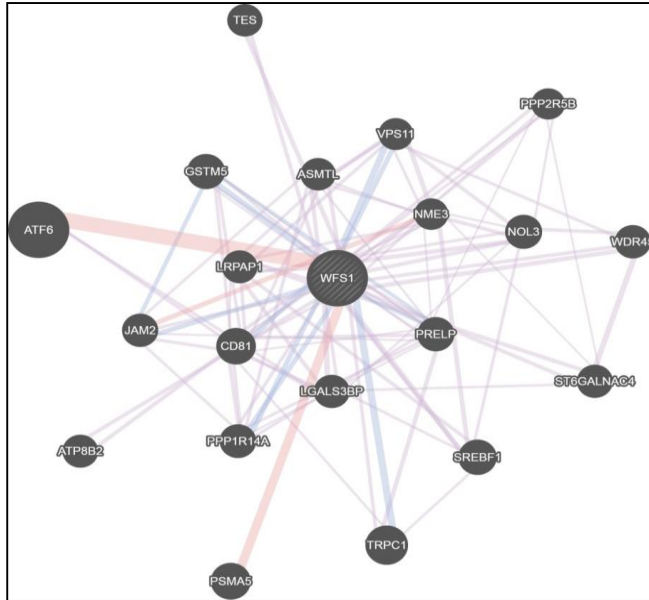 TES
PPP2R5B
VPS11
GSTM5
ASMTL
NME3
ATF6
NOL3
WDR45
LRPAP1
WFS1
JAM2
PRELP
CD81
ST6GALNAC4
LGALS3BP
PPP1R14A
ATP8B2
SREBF1
TRPC1
PSMA5